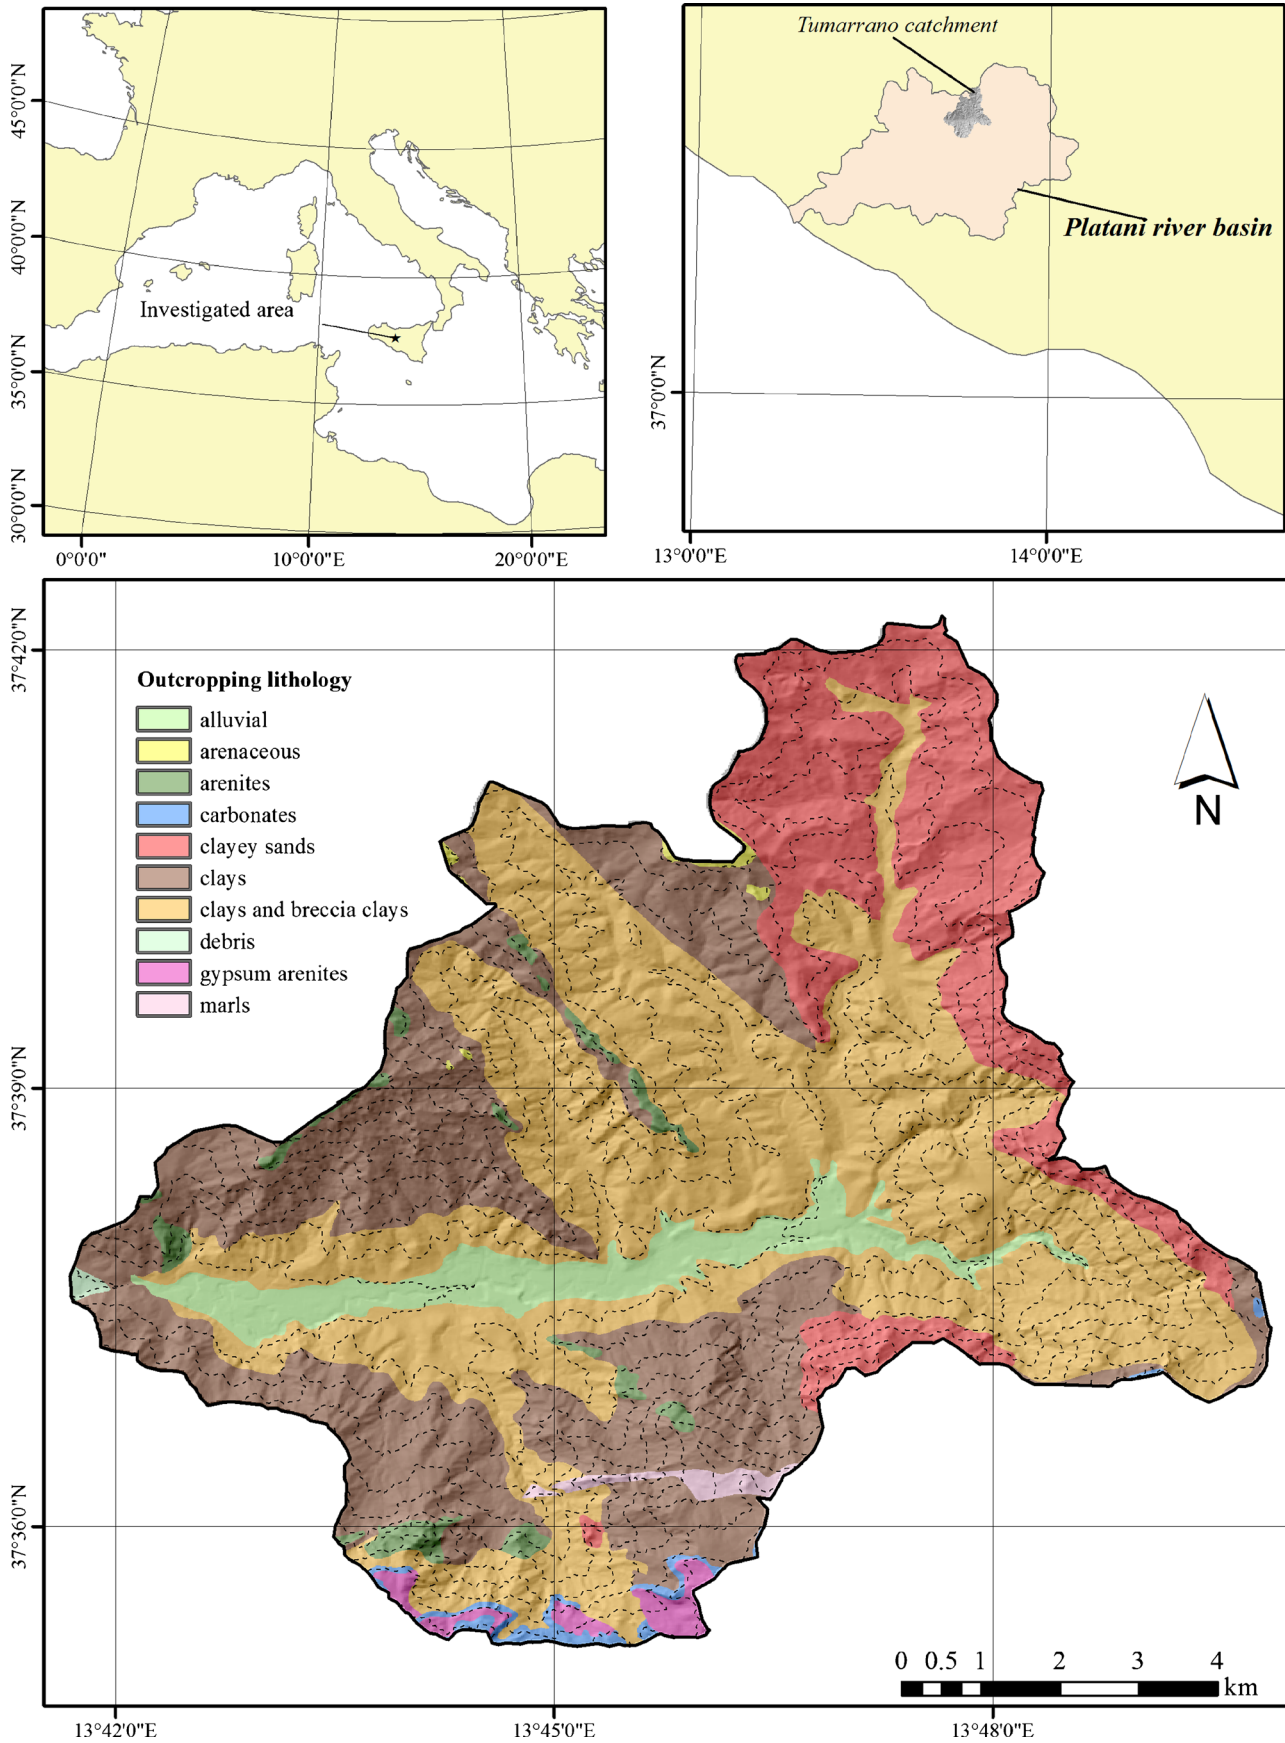 45°0'0"N
40°0'0"N
35°0'0"N
30°0'0"N
Investigated area
0°0'0"
10°0'0"E
20°0'0"E
Tumarrano catchment
Platani river basin
37°0'0"N
13°0'0"E
14°0'0"E
37°42'0"N
37°39'0"N
37°36'0"N
Outcropping lithology
alluvial
arenaceous
arenites
carbonates
clayey sands
clays
clays and breccia clays
debris
gypsum arenites
marls
N
0 0.5 1 2 3 4
km
13°42'0"E
13°45'0"E
13°48'0"E